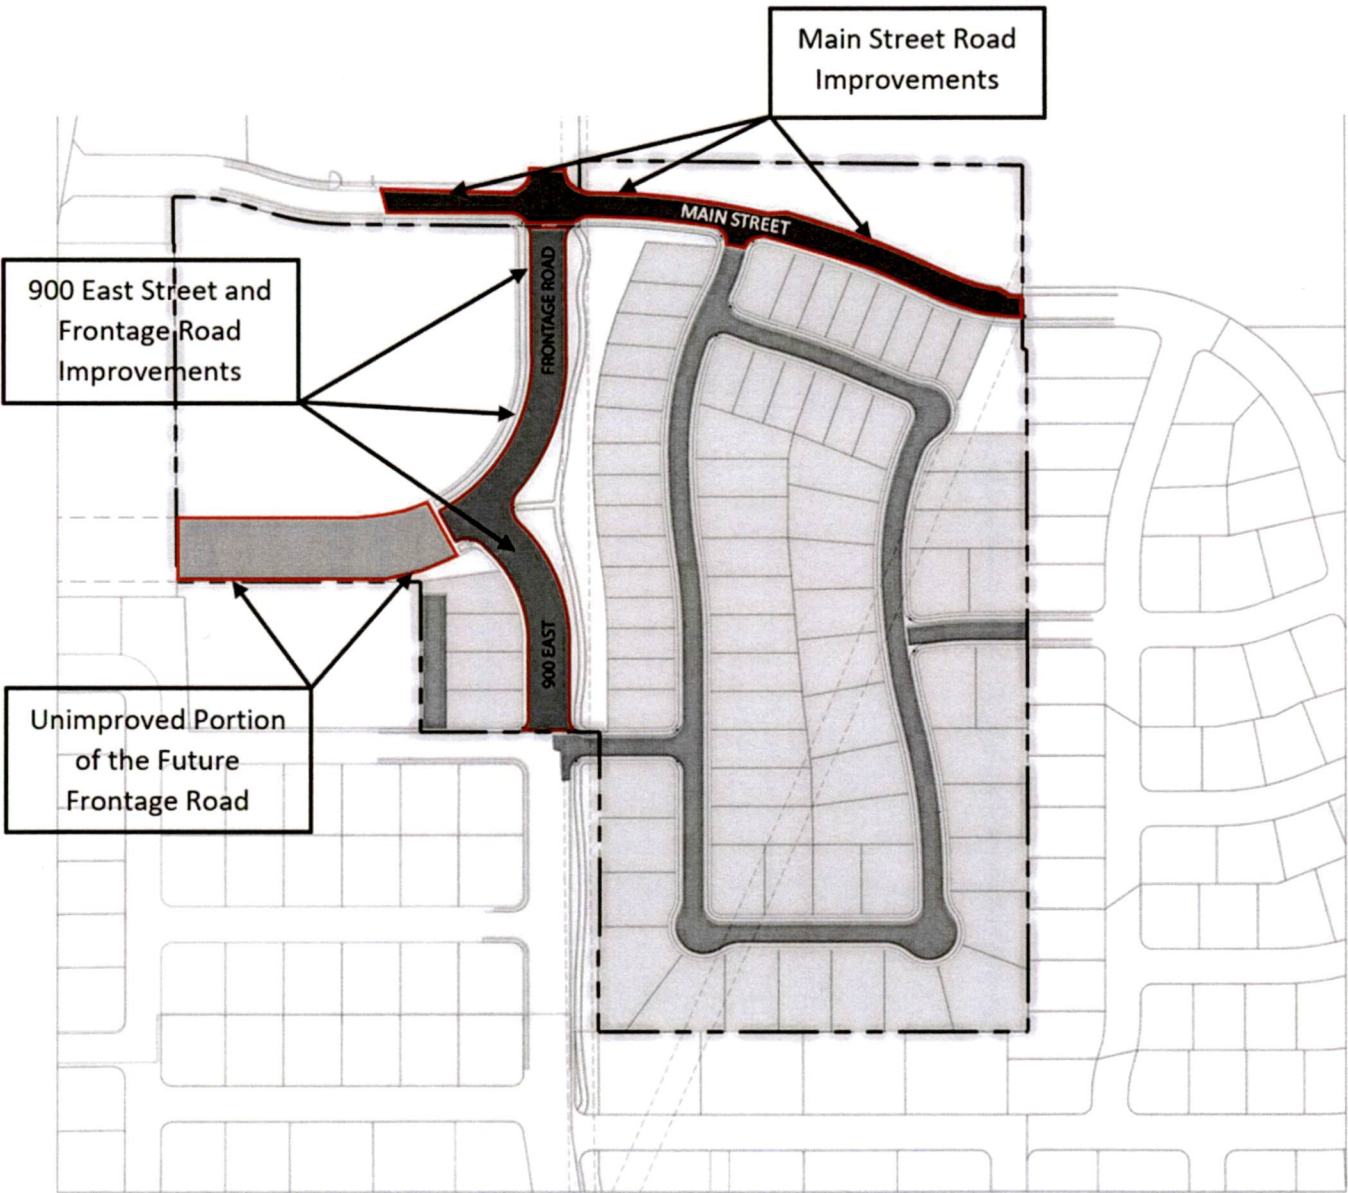 Main Street Road
Improvements
MAIN STREET
900 East Street and
Frontage Road
Improvements
FRONTAGE ROAD
900 EAST
Unimproved Portion
of the Future
Frontage Road